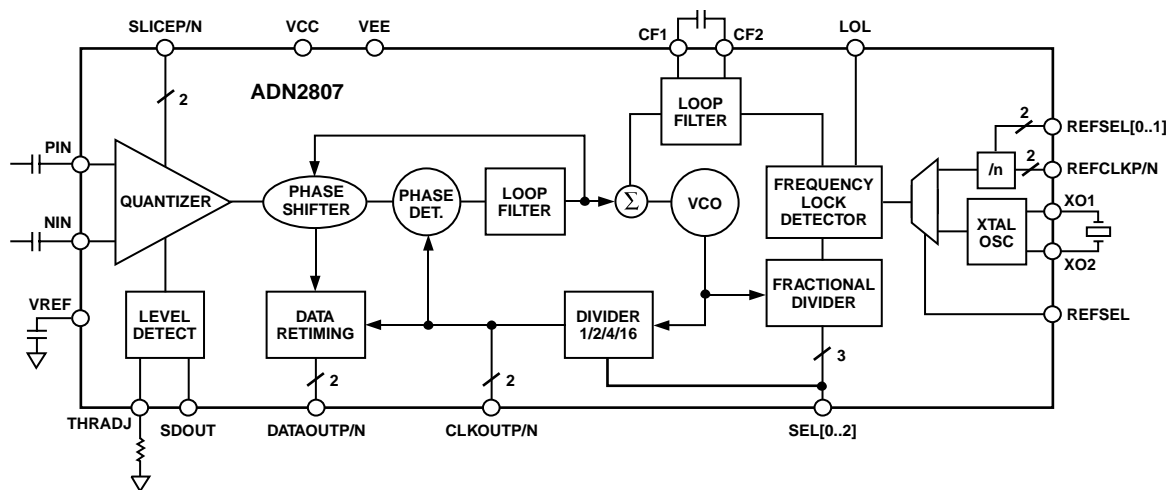 SLICEP/N
VCC
VEE
CF1
CF2
LOL
ADN2807
2
LOOP
FILTER
2
REFSEL[0..1]
PIN
/n
2
REFCLKP/N
QUANTIZER
PHASE
SHIFTER
PHASE
DET.
LOOP
FILTER
Σ
VCO
FREQUENCY
LOCK
DETECTOR
XO1
NIN
XTAL
OSC
XO2
VREF
LEVEL
DETECT
DATA
RETIMING
DIVIDER
1/2/4/16
FRACTIONAL
DIVIDER
REFSEL
2
2
3
THRADJ
SDOUT
DATAOUTP/N
CLKOUTP/N
SEL[0..2]